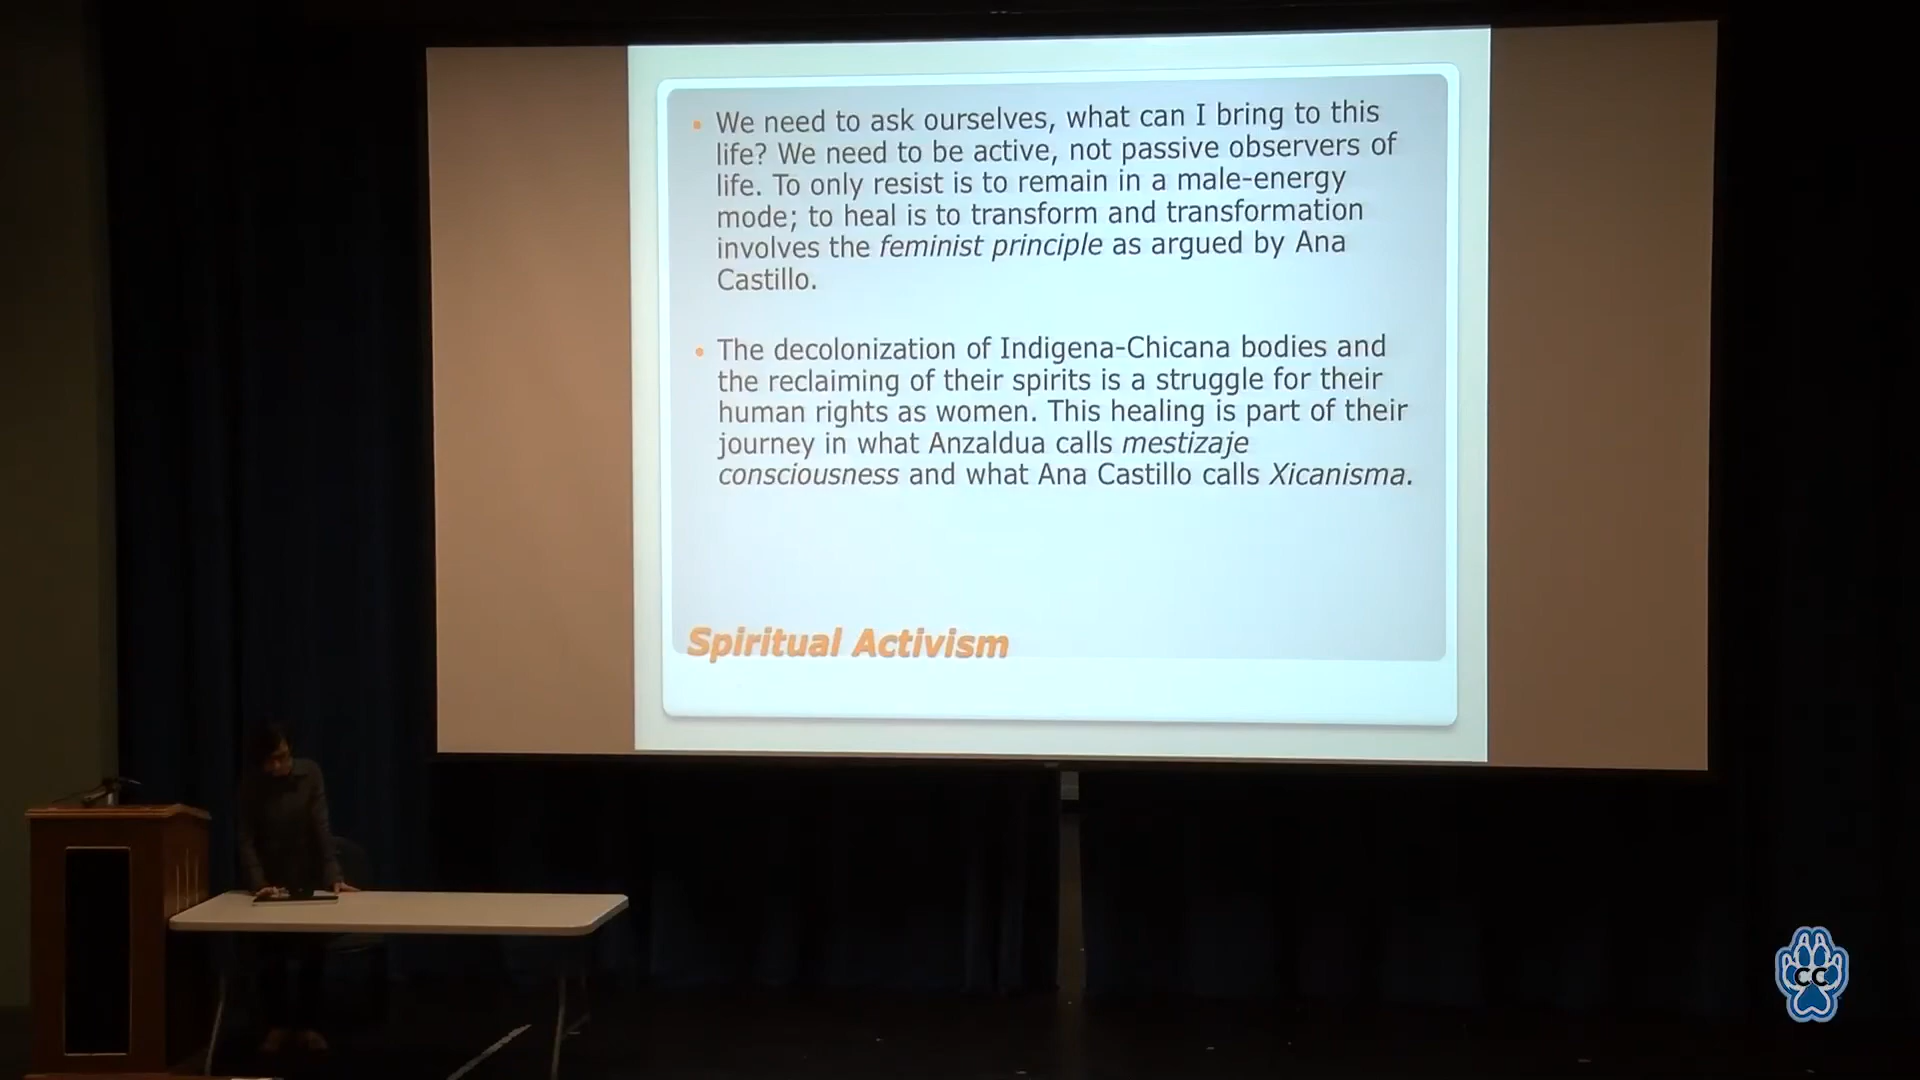 We need to ask ourselves, what can I bring to this
life? We need to be active, not passive observers of
life. To only resist is to remain in a male-energy
mode; to heal is to transform and transformation
involves the feminist principle as argued by Ana
Castillo.
The decolonization of Indigena-Chicana bodies and
the reclaiming of their spirits is a struggle for their
human rights as women. This healing is part of their
journey in what Anzaldua calls mestizaje
consciousness and what Ana Castillo calls Xicanisma.
Spiritual Activism
CC